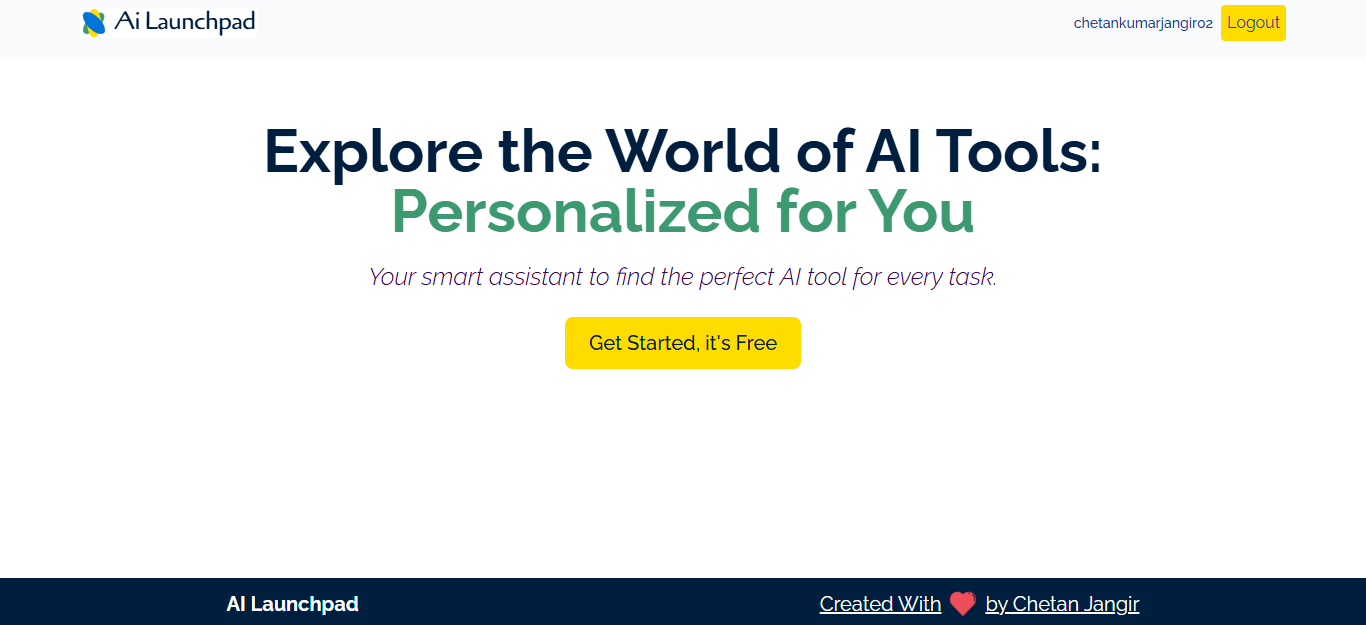 Ai Launchpad
chetankumarjangir02 Logout
Explore the World of AI Tools:
Personalized for You
Your smart assistant to find the perfect AI tool for every task.
Get Started, it's Free
AI Launchpad
Created With ❤️ by Chetan Jangir